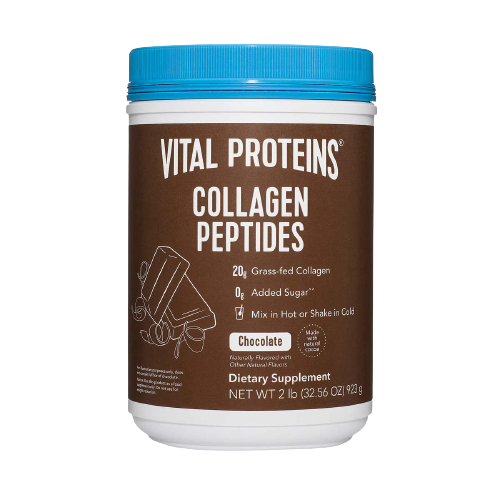 VITAL PROTEINS®
COLLAGEN
PEPTIDES
20g Grass-fed Collagen
0g Added Sugar^^
Mix in Hot or Shake in Cold
Chocolate
Made
with
natural
cocoa
Naturally Flavored with
Other Natural Flavors
Dietary Supplement
NET WT 2 lb (32.56 OZ) 923 g